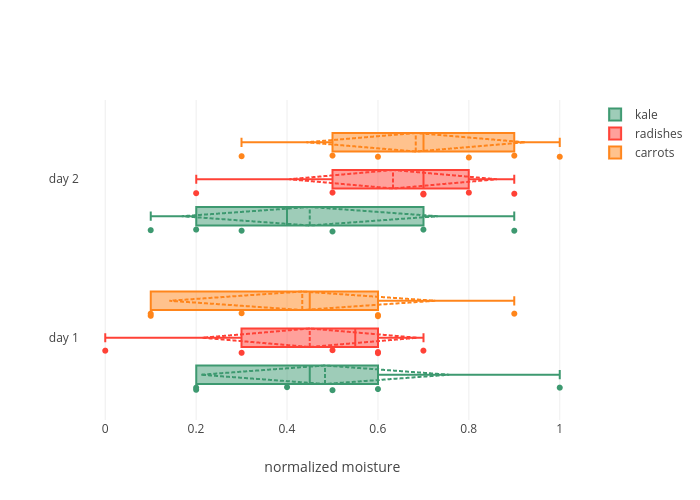 kale
radishes
carrots
day 2
day 1
0 0.2 0.4 0.6 0.8 1
normalized moisture